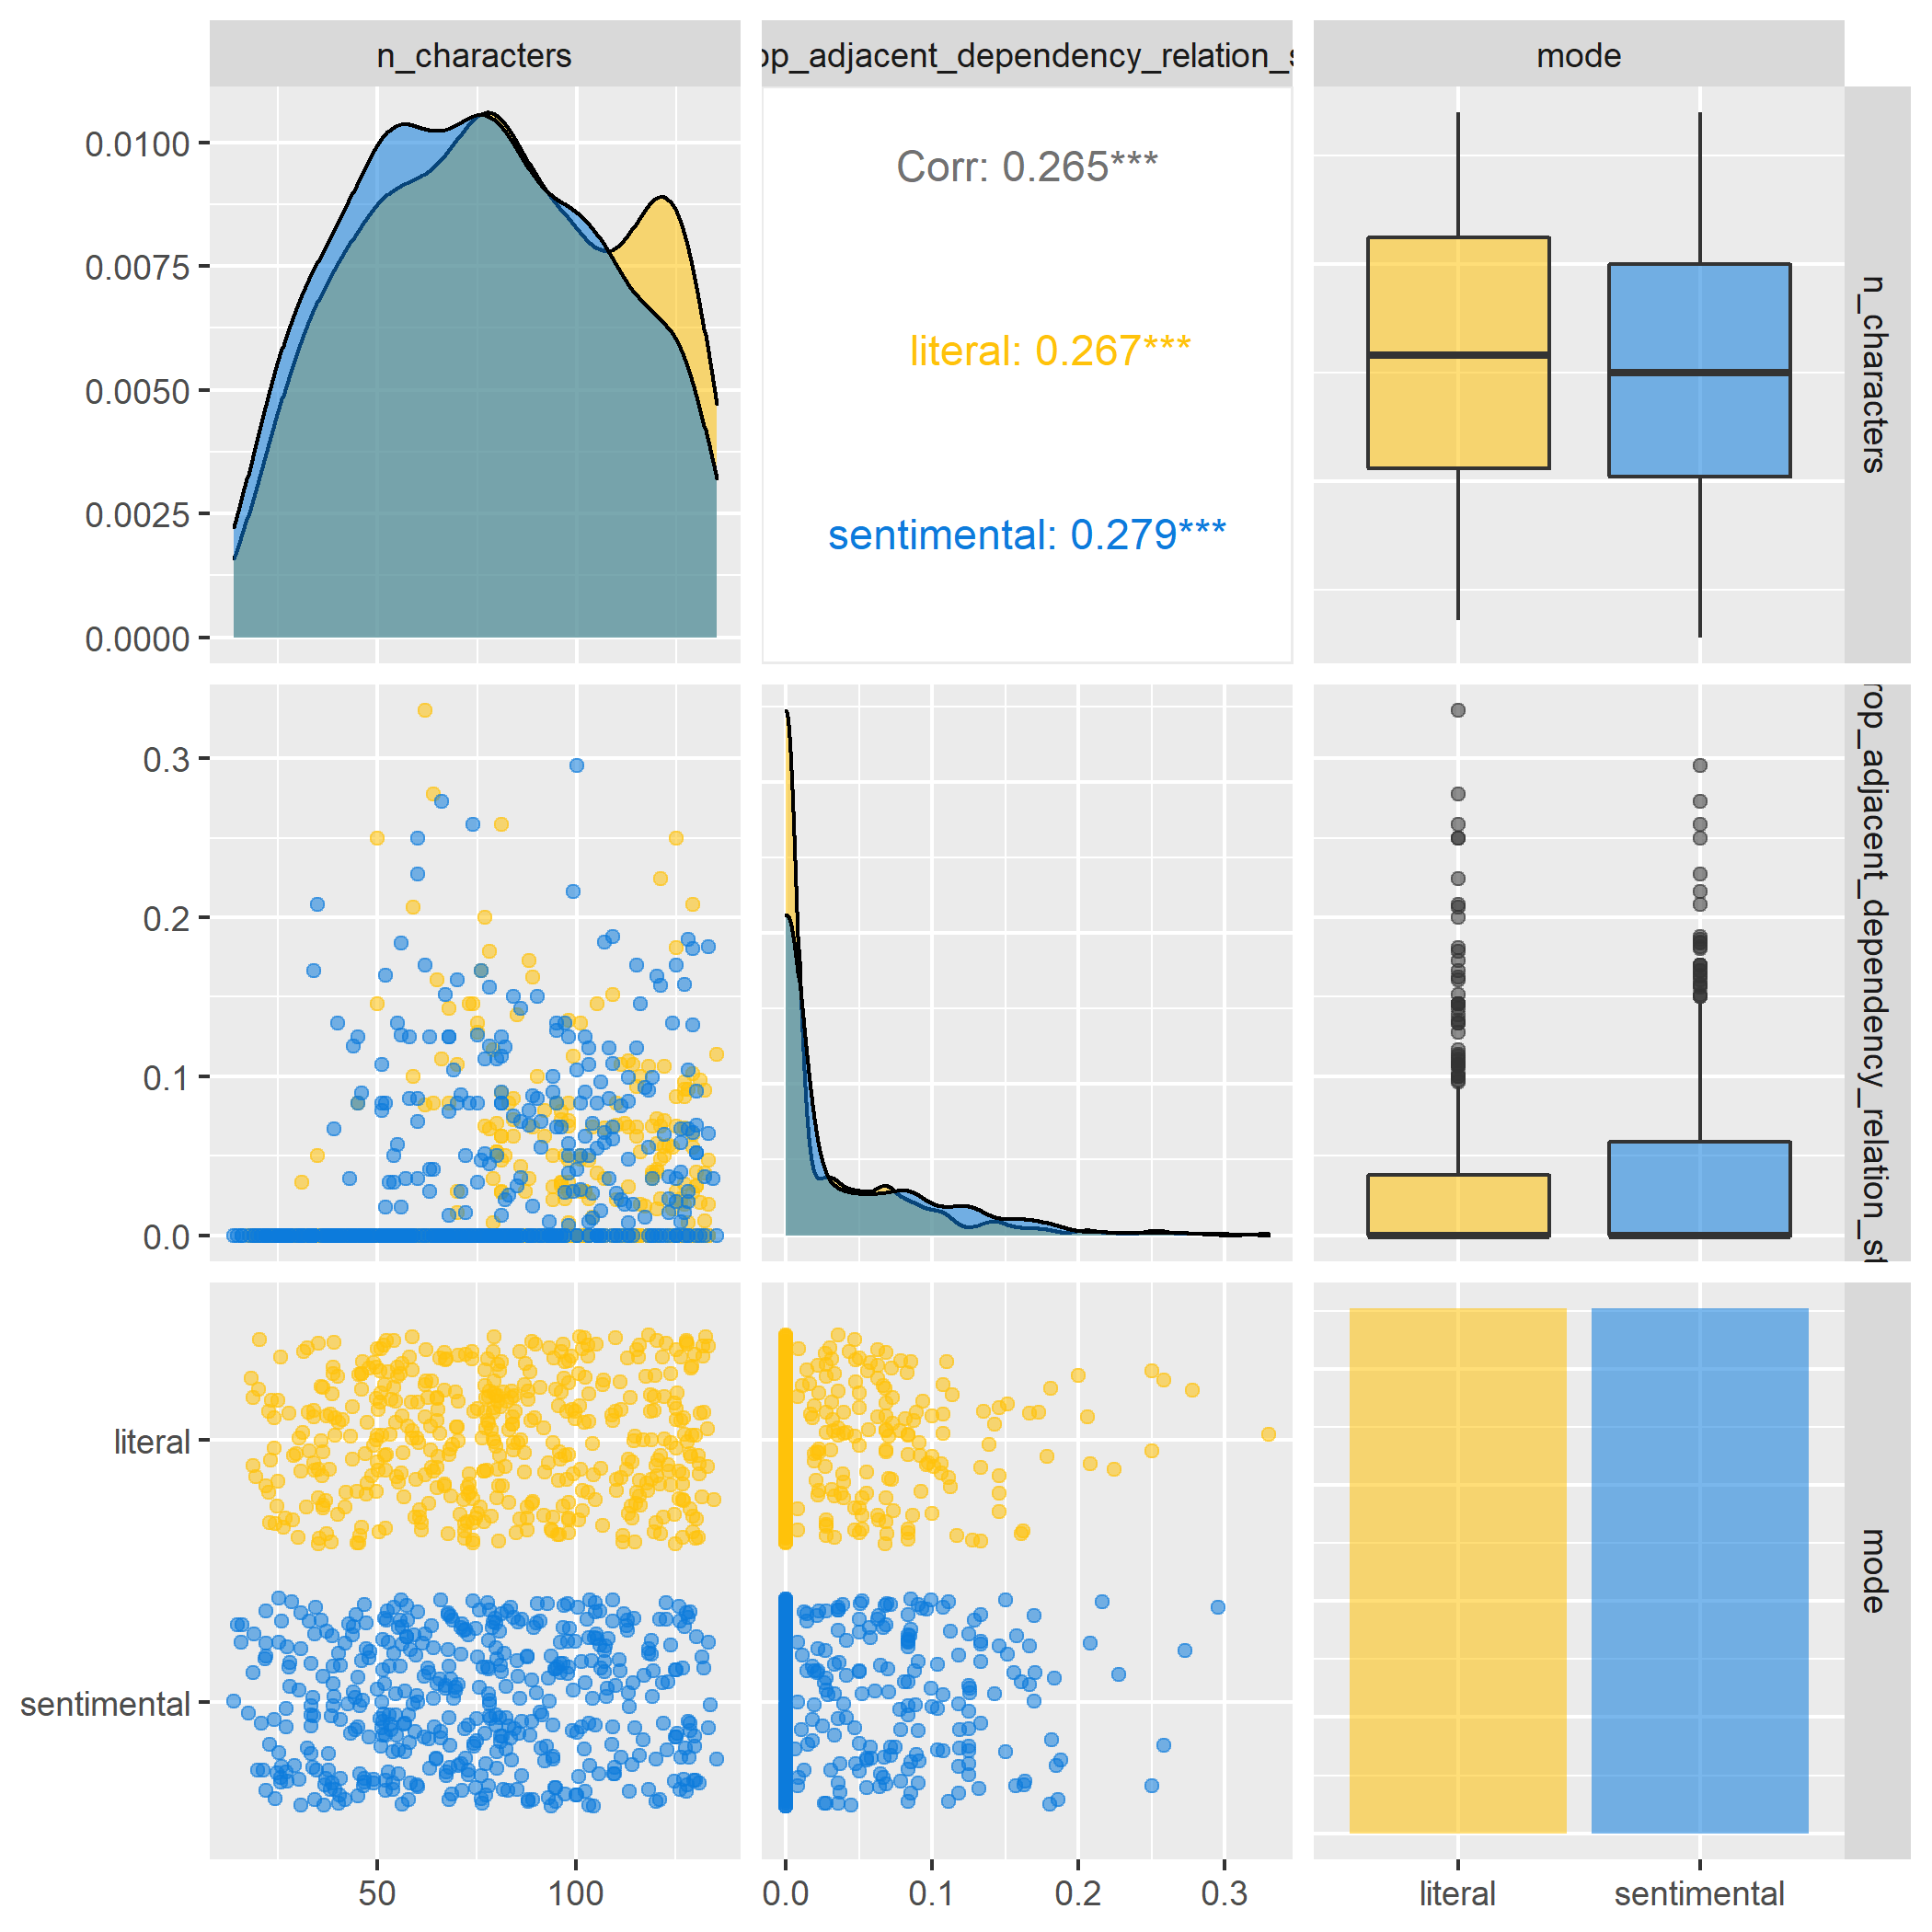 n_characters
op_adjacent_dependency_relation_s
mode
0.0100
0.0075
0.0050
0.0025
0.0000
Corr: 0.265***
literal: 0.267***
sentimental: 0.279***
n_characters
0.3
0.2
0.1
0.0
rop_adjacent_dependency_relation_st
literal
sentimental
mode
50
100
0.0
0.1
0.2
0.3
literal
sentimental